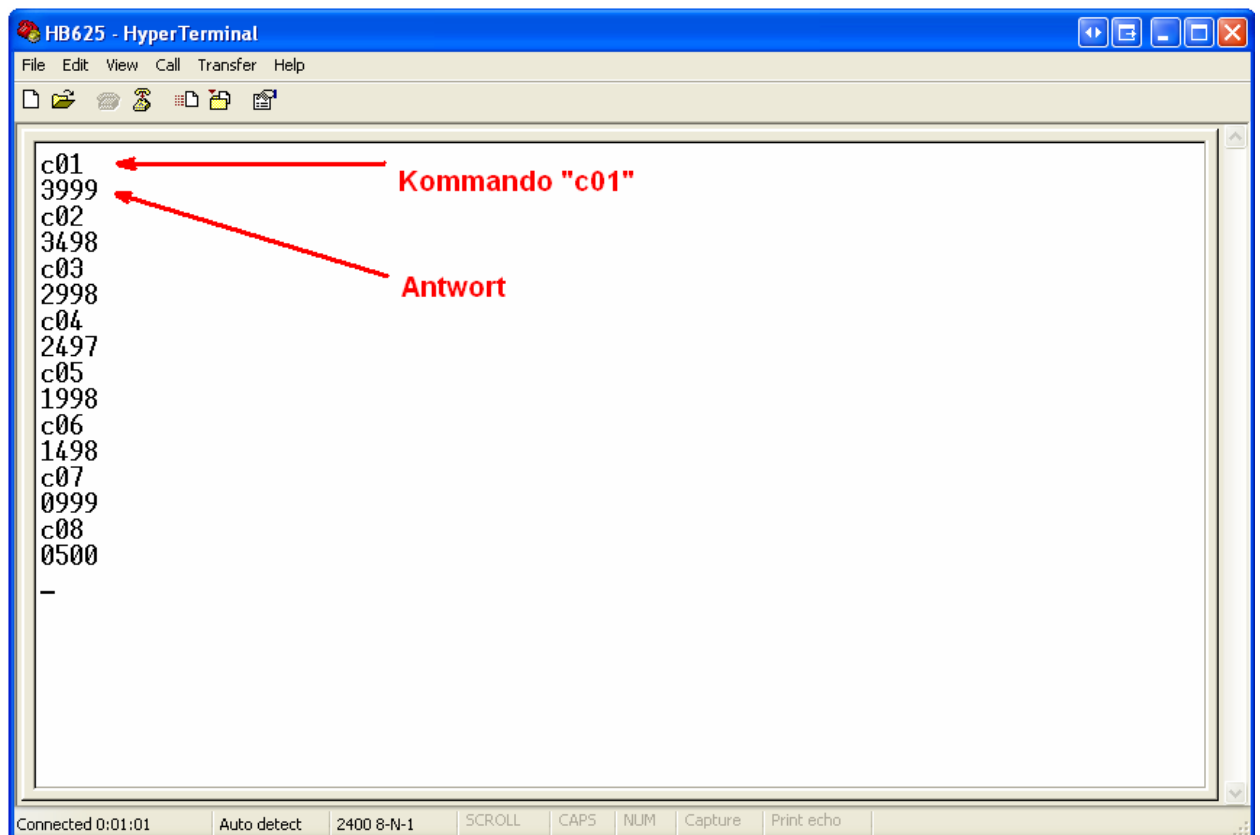 HB625 - HyperTerminal
File Edit View Call Transfer Help
c01
Kommando "c01"
3999
c02
3498
c03
2998
Antwort
c04
2497
c05
1998
c06
1498
c07
0999
c08
0500
_
Connected 0:01:01 Auto detect 2400 8-N-1 SCROLL CAPS NUM Capture Print echo